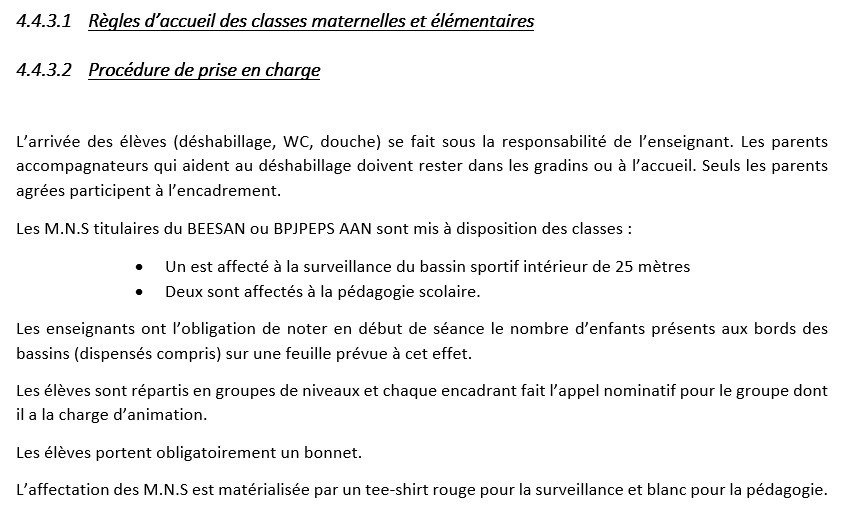 4.4.3.1 Règles d’accueil des classes maternelles et élémentaires
4.4.3.2 Procédure de prise en charge
L’arrivée des élèves (déshabillage, WC, douche) se fait sous la responsabilité de l’enseignant. Les parents
accompagnateurs qui aident au déshabillage doivent rester dans les gradins ou à l’accueil. Seuls les parents
agrées participent à l’encadrement.
Les M.N.S titulaires du BEESAN ou BPJPEPS AAN sont mis à disposition des classes :
• Un est affecté à la surveillance du bassin sportif intérieur de 25 mètres
• Deux sont affectés à la pédagogie scolaire.
Les enseignants ont l’obligation de noter en début de séance le nombre d’enfants présents aux bords des
bassins (dispensés compris) sur une feuille prévue à cet effet.
Les élèves sont répartis en groupes de niveaux et chaque encadrant fait l’appel nominatif pour le groupe dont
il a la charge d’animation.
Les élèves portent obligatoirement un bonnet.
L’affectation des M.N.S est matérialisée par un tee-shirt rouge pour la surveillance et blanc pour la pédagogie.